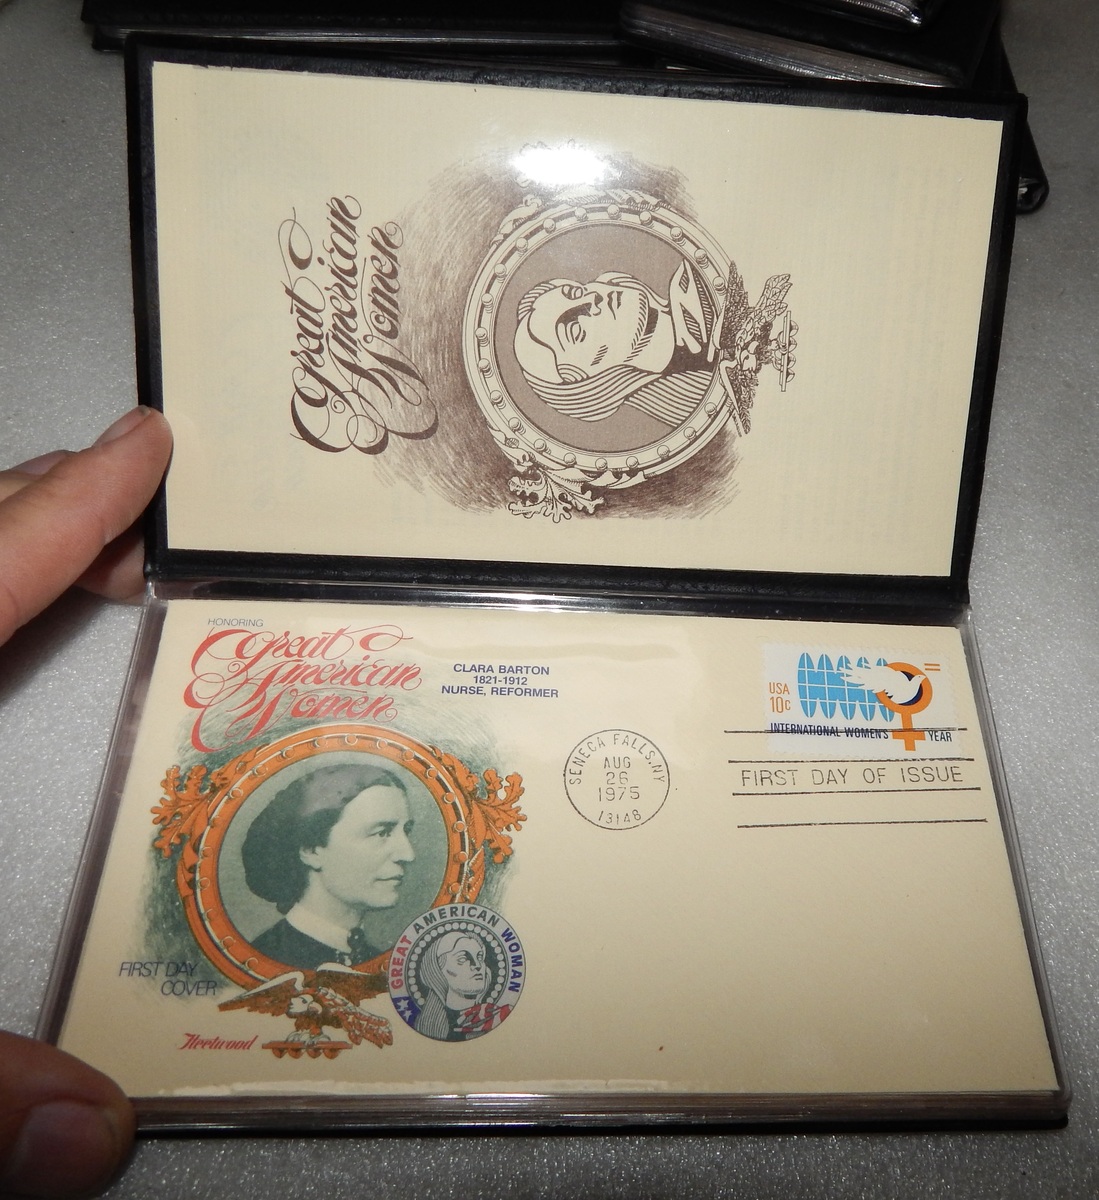 Great
American
Women
HONORING
Great
American
Women
CLARA BARTON
1821-1912
NURSE, REFORMER
USA
10c
INTERNATIONAL WOMEN'S YEAR
SENECA FALLS, NY
AUG
26
1975
13148
FIRST DAY OF ISSUE
GREAT AMERICAN WOMAN
FIRST DAY
COVER
Fleetwood